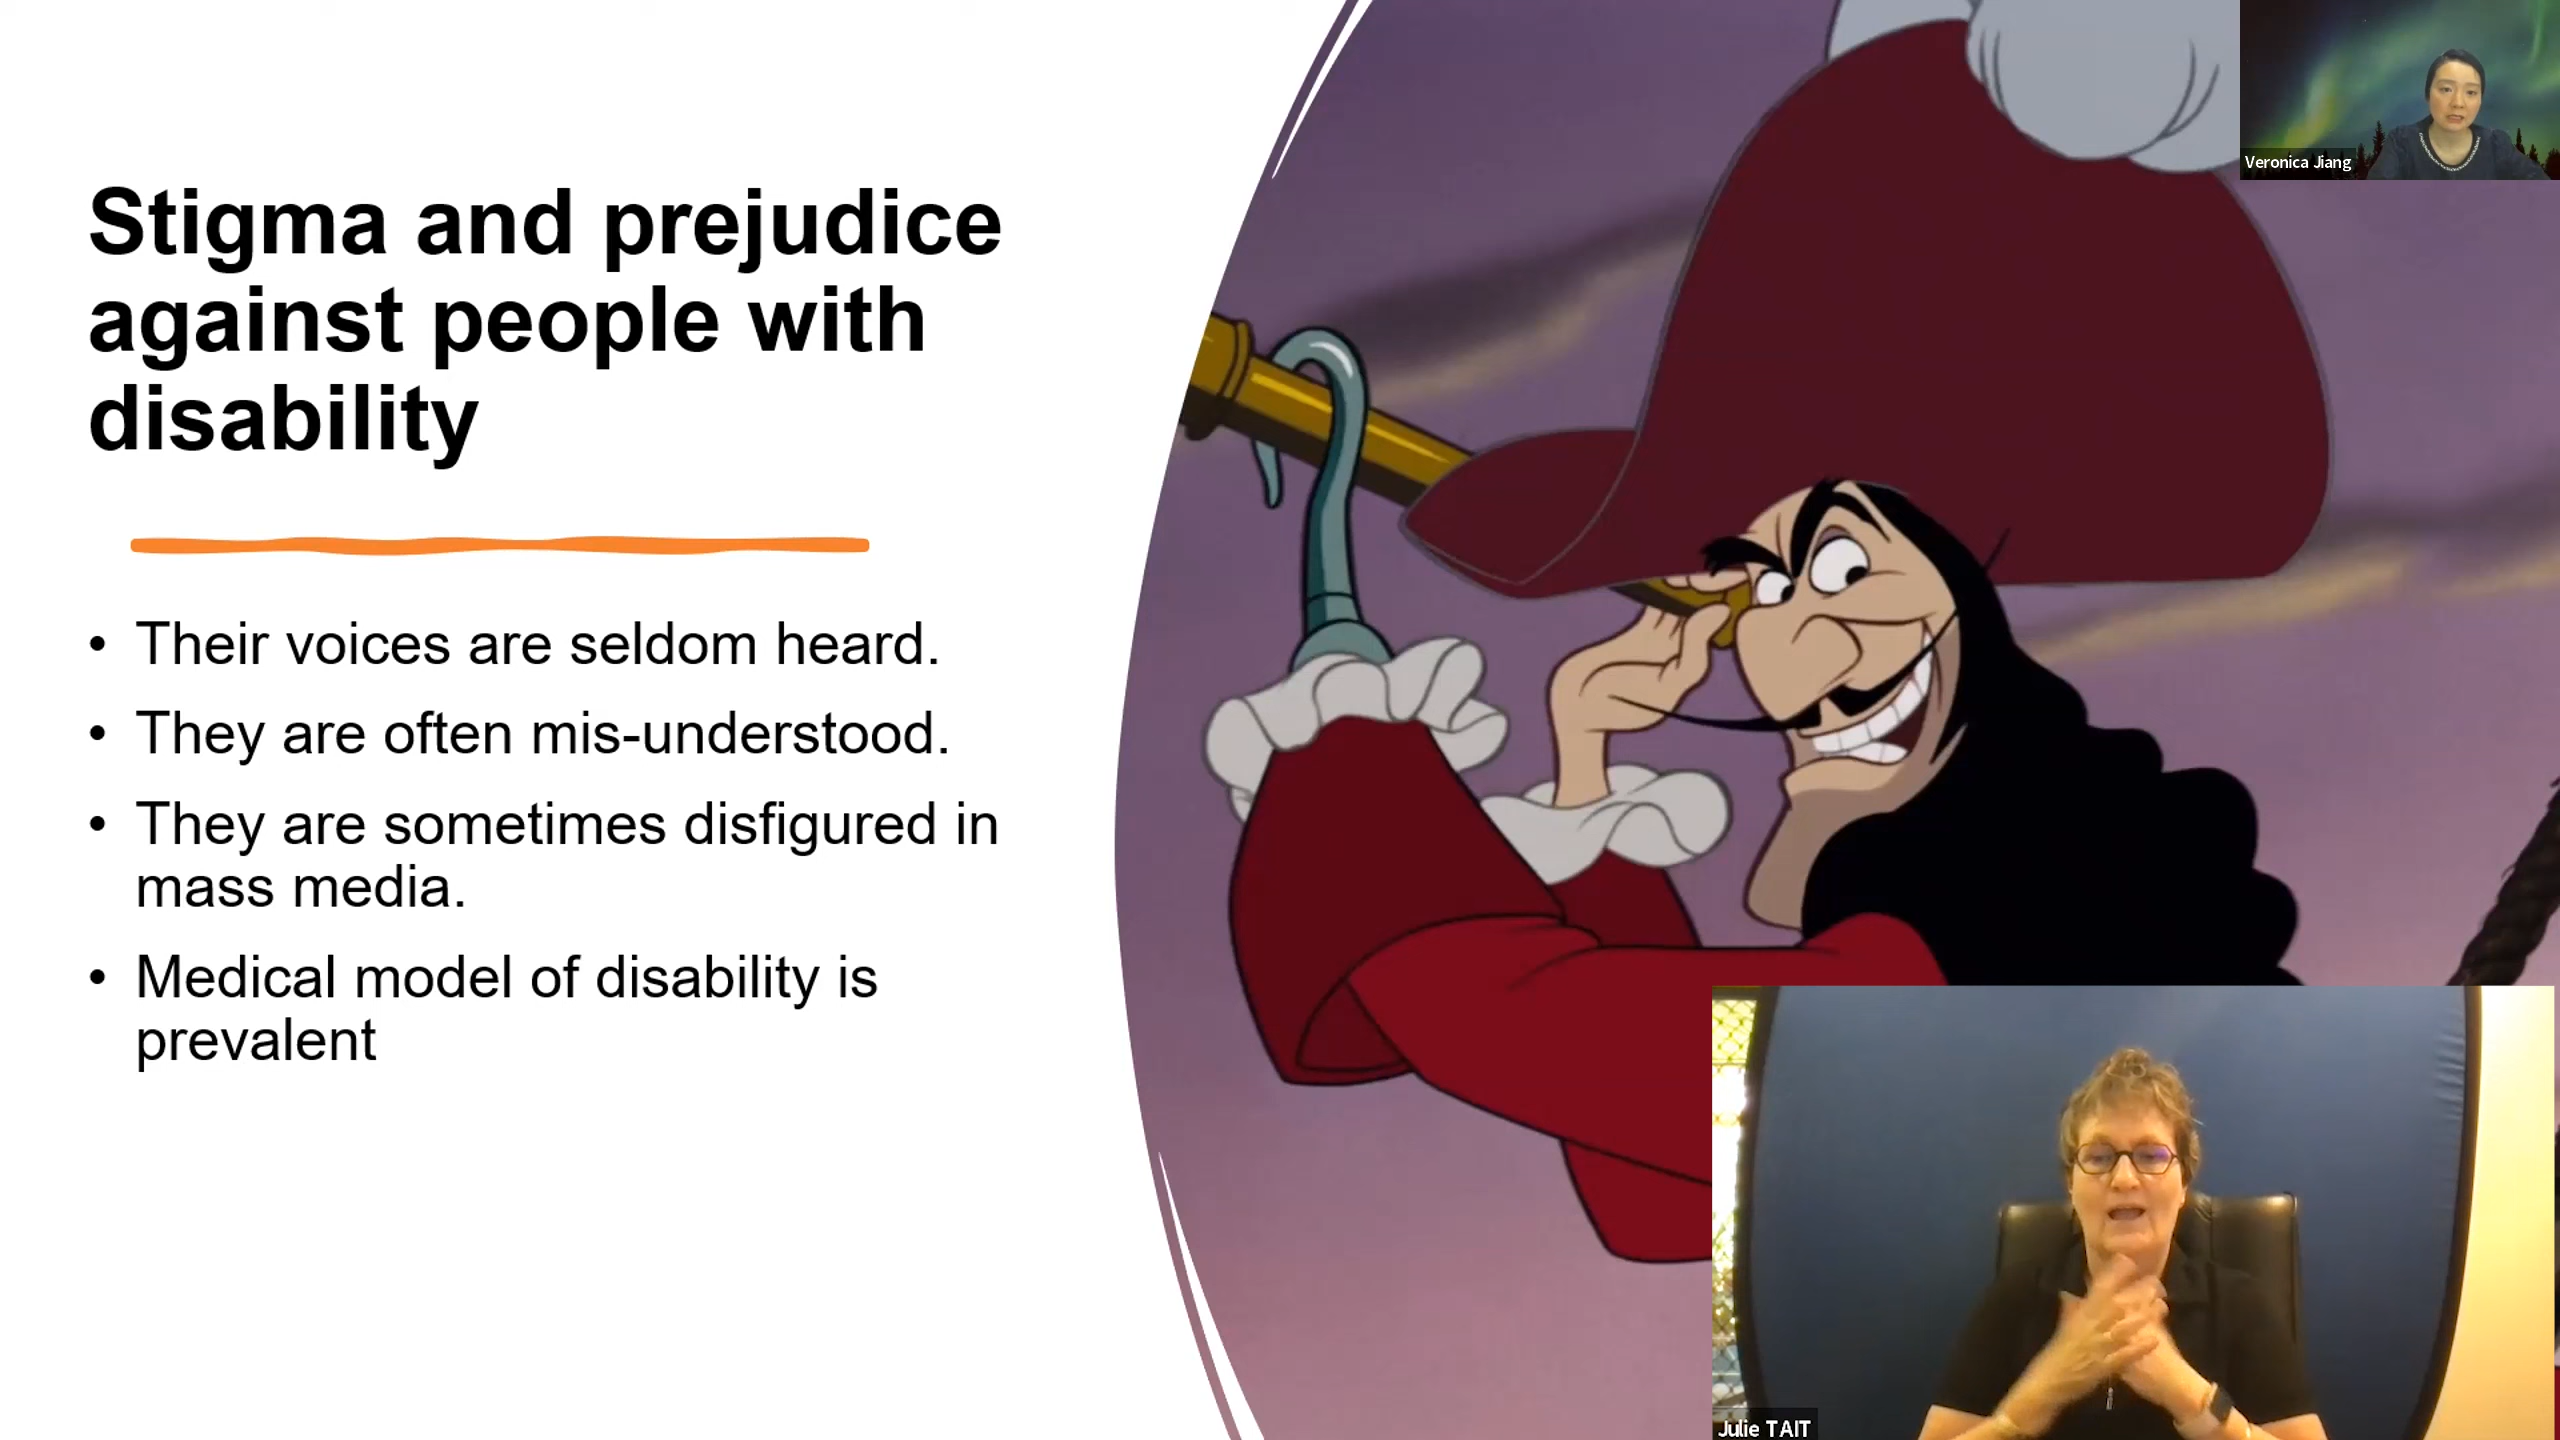 Stigma and prejudice
against people with
disability
• Their voices are seldom heard.
• They are often mis-understood.
• They are sometimes disfigured in
mass media.
• Medical model of disability is
prevalent
Veronica Jiang
Julie TAIT